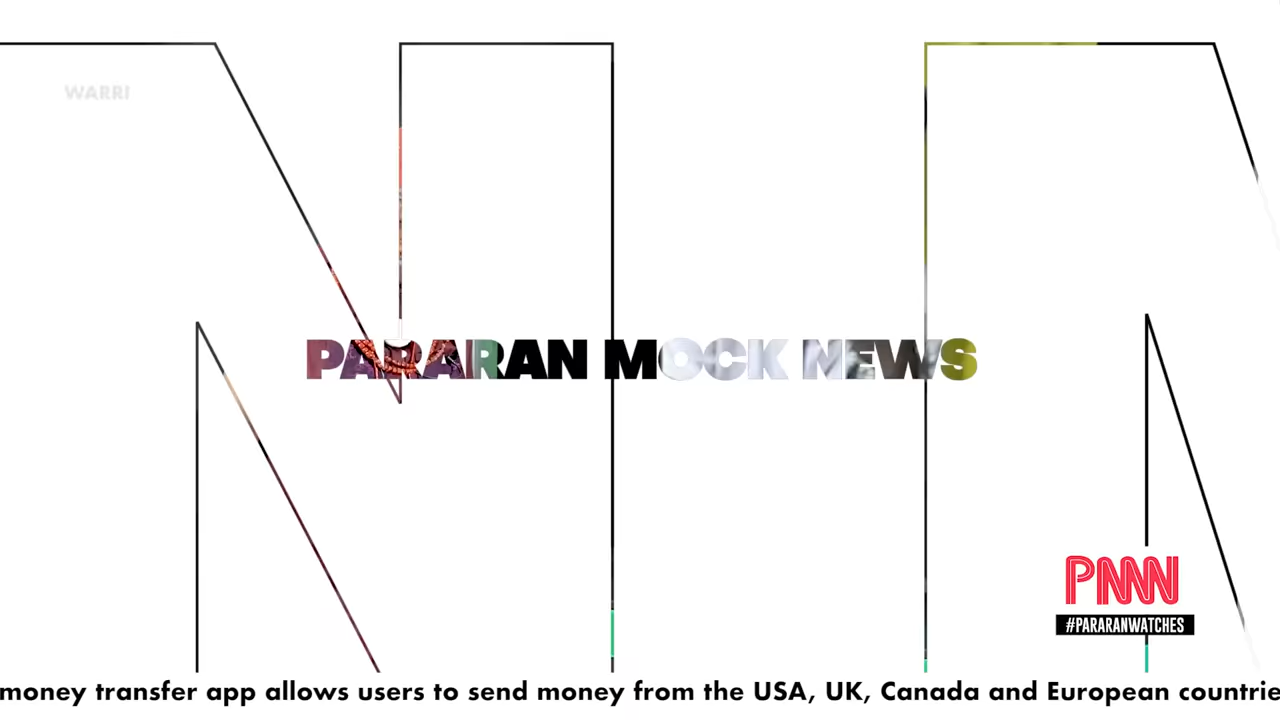 WARRI
PARARAN MOCK NEWS
PMN
#PARARANWATCHES
money transfer app allows users to send money from the USA, UK, Canada and European countrie